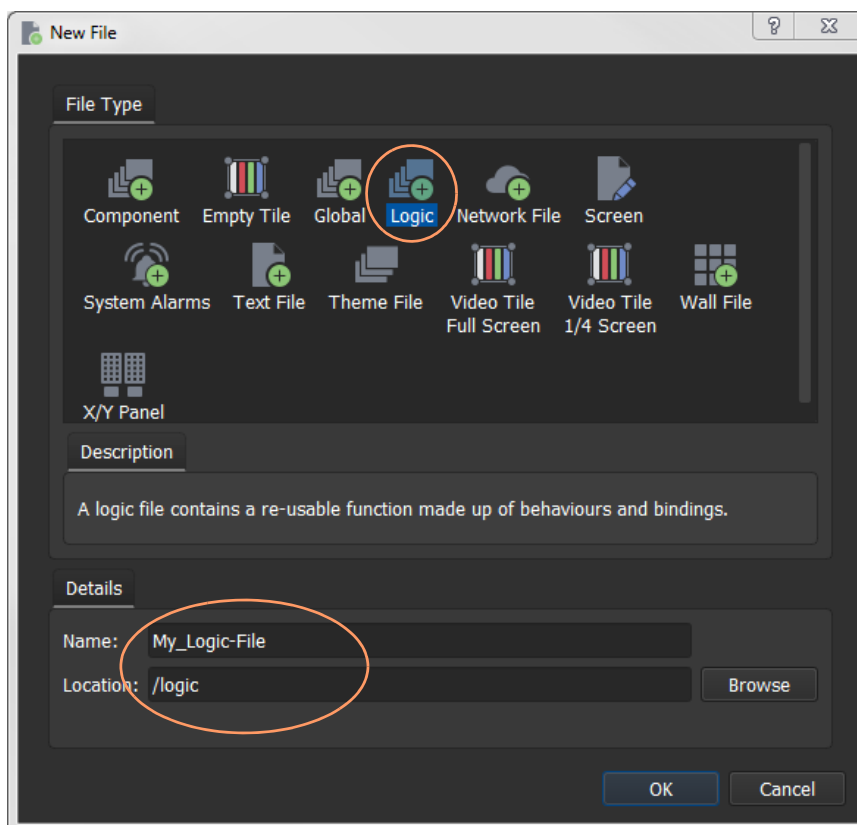 New File
File Type
Component Empty Tile Global Logic Network File Screen
System Alarms Text File Theme File Video Tile Full Screen Video Tile 1/4 Screen Wall File
X/Y Panel
Description
A logic file contains a re-usable function made up of behaviours and bindings.
Details
Name: My_Logic-File
Location: /logic Browse
OK Cancel